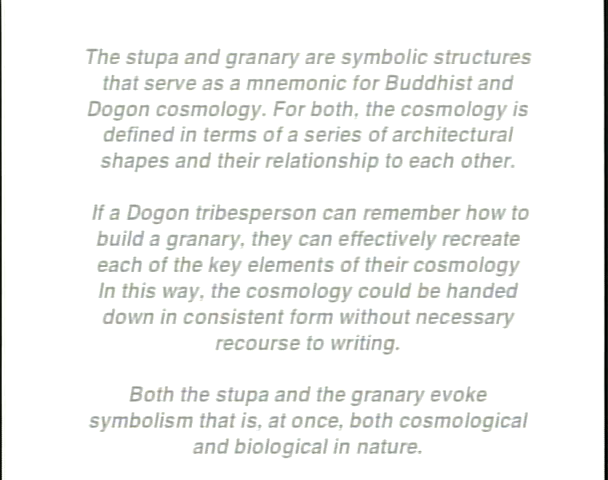 The stupa and granary are symbolic structures
that serve as a mnemonic for Buddhist and
Dogon cosmology. For both, the cosmology is
defined in terms of a series of architectural
shapes and their relationship to each other.
If a Dogon tribesperson can remember how to
build a granary, they can effectively recreate
each of the key elements of their cosmology
In this way, the cosmology could be handed
down in consistent form without necessary
recourse to writing.
Both the stupa and the granary evoke
symbolism that is, at once, both cosmological
and biological in nature.